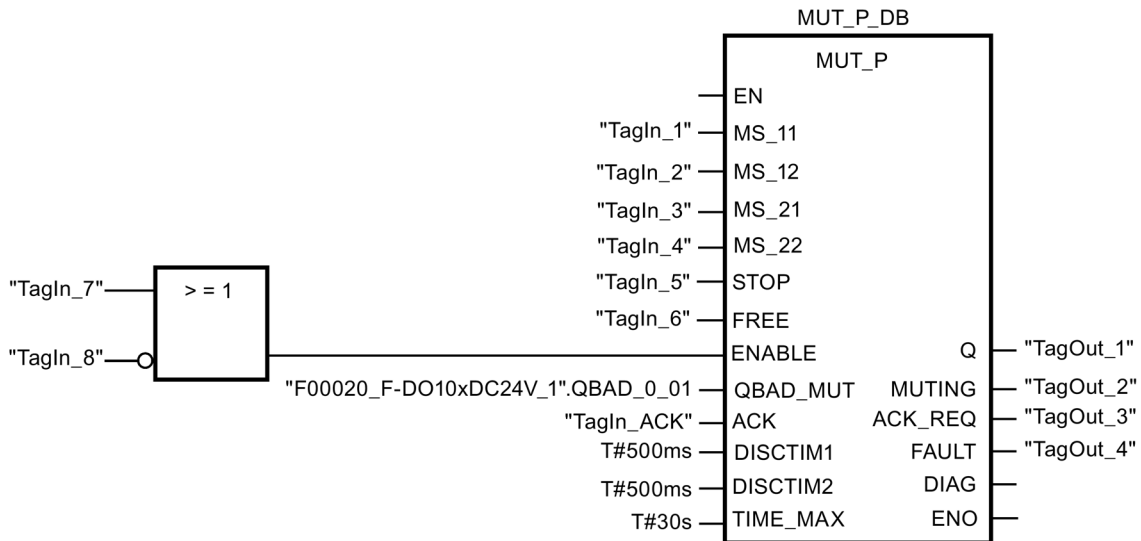 MUT_P_DB
MUT_P
EN
"TagIn_1" MS_11
"TagIn_2" MS_12
"TagIn_3" MS_21
"TagIn_4" MS_22
"TagIn_5" STOP
"TagIn_6" FREE
"TagIn_7" > = 1
"TagIn_8"
ENABLE Q "TagOut_1"
"F00020_F-DO10xDC24V_1".QBAD_0_01 QBAD_MUT MUTING "TagOut_2"
"TagIn_ACK" ACK ACK_REQ "TagOut_3"
T#500ms DISCTIM1 FAULT "TagOut_4"
T#500ms DISCTIM2 DIAG
T#30s TIME_MAX ENO